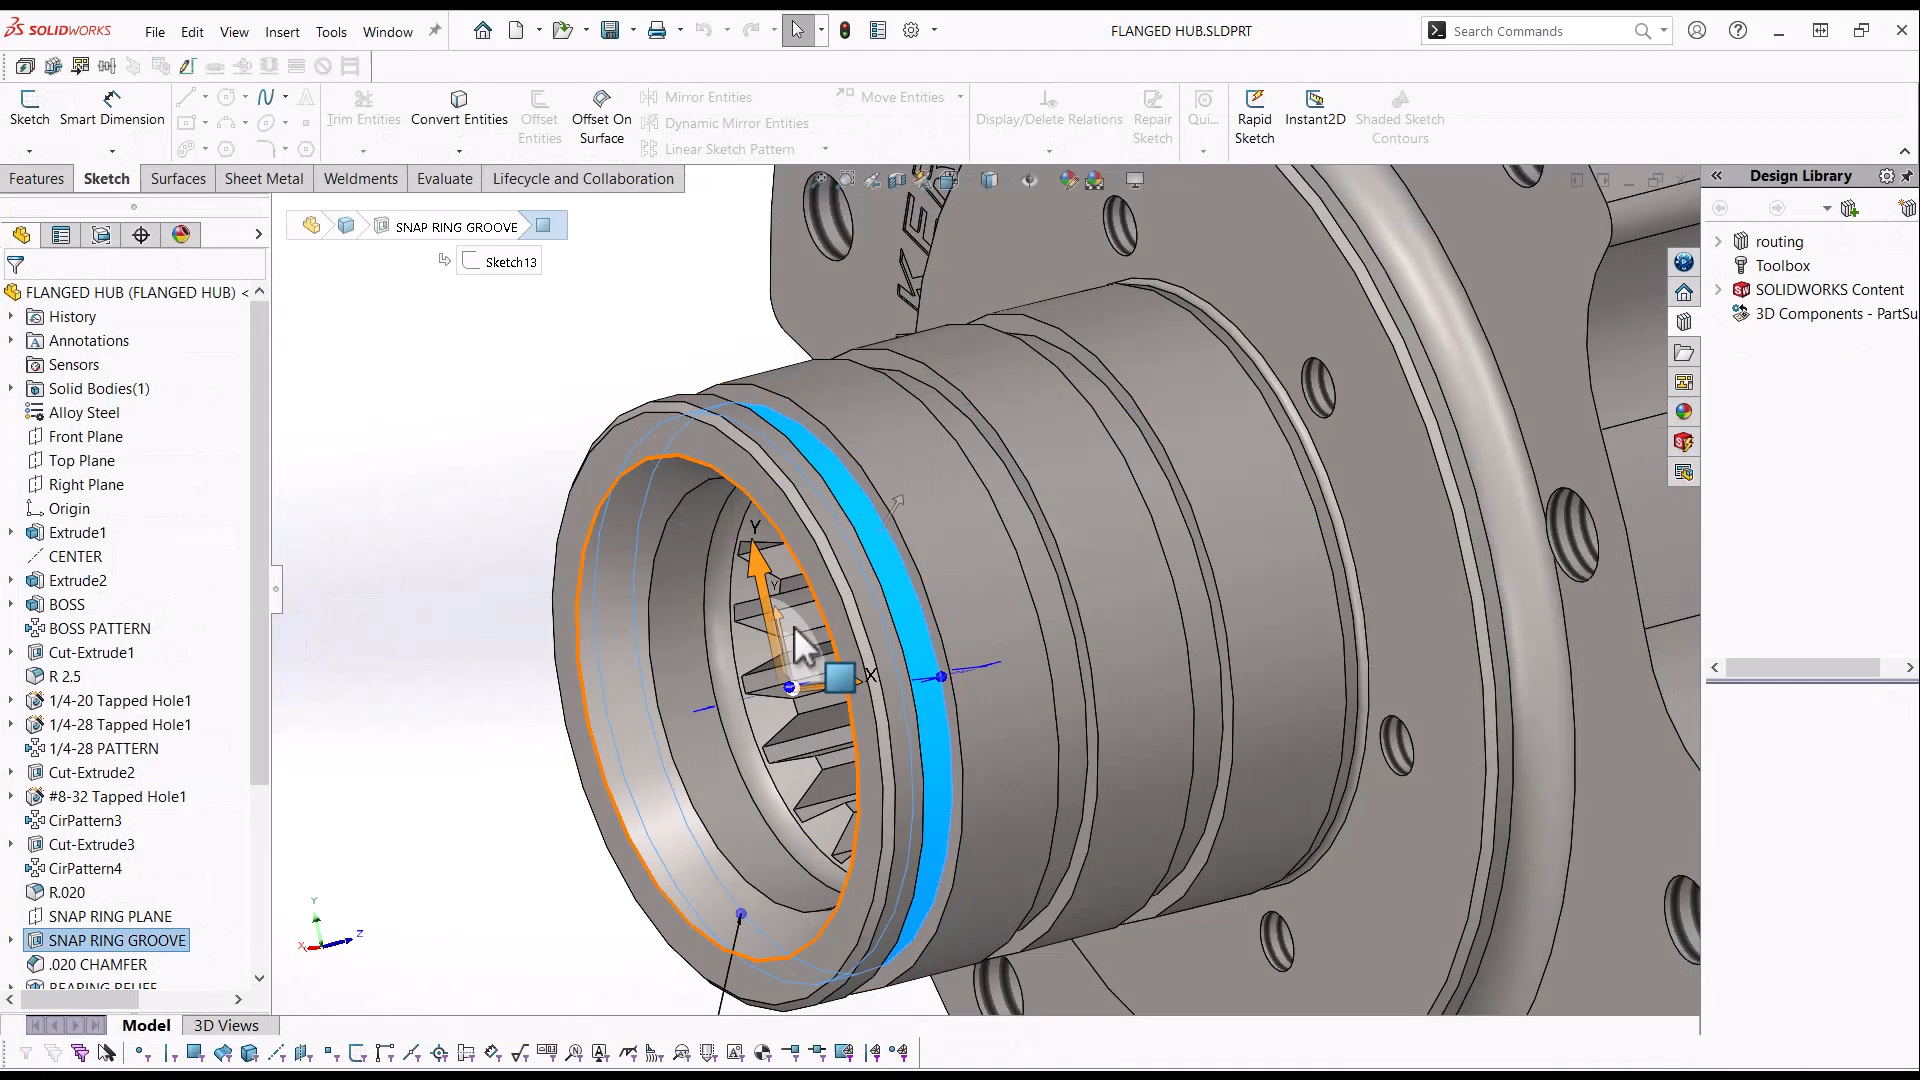 SOLIDWORKS File Edit View Insert Tools Window FLANGED HUB.SLDPRT Search Commands
Sketch Smart Dimension Trim Entities Convert Entities Offset Entities Offset On Surface
Mirror Entities
Dynamic Mirror Entities
Linear Sketch Pattern
Move Entities
Display/Delete Relations Repair Sketch Qui... Rapid Sketch Instant2D Shaded Sketch Contours
Features Sketch Surfaces Sheet Metal Weldments Evaluate Lifecycle and Collaboration
SNAP RING GROOVE
Sketch13
FLANGED HUB (FLANGED HUB) <
History
Annotations
Sensors
Solid Bodies(1)
Alloy Steel
Front Plane
Top Plane
Right Plane
Origin
Extrude1
CENTER
Extrude2
BOSS
BOSS PATTERN
Cut-Extrude1
R 2.5
1/4-20 Tapped Hole1
1/4-28 Tapped Hole1
1/4-28 PATTERN
Cut-Extrude2
#8-32 Tapped Hole1
CirPattern3
Cut-Extrude3
CirPattern4
R.020
SNAP RING PLANE
SNAP RING GROOVE
.020 CHAMFER
BEARING RELIEF
Y
Y
X
Y
X
Z
Design Library
routing
Toolbox
SOLIDWORKS Content
3D Components - PartSu
Model 3D Views